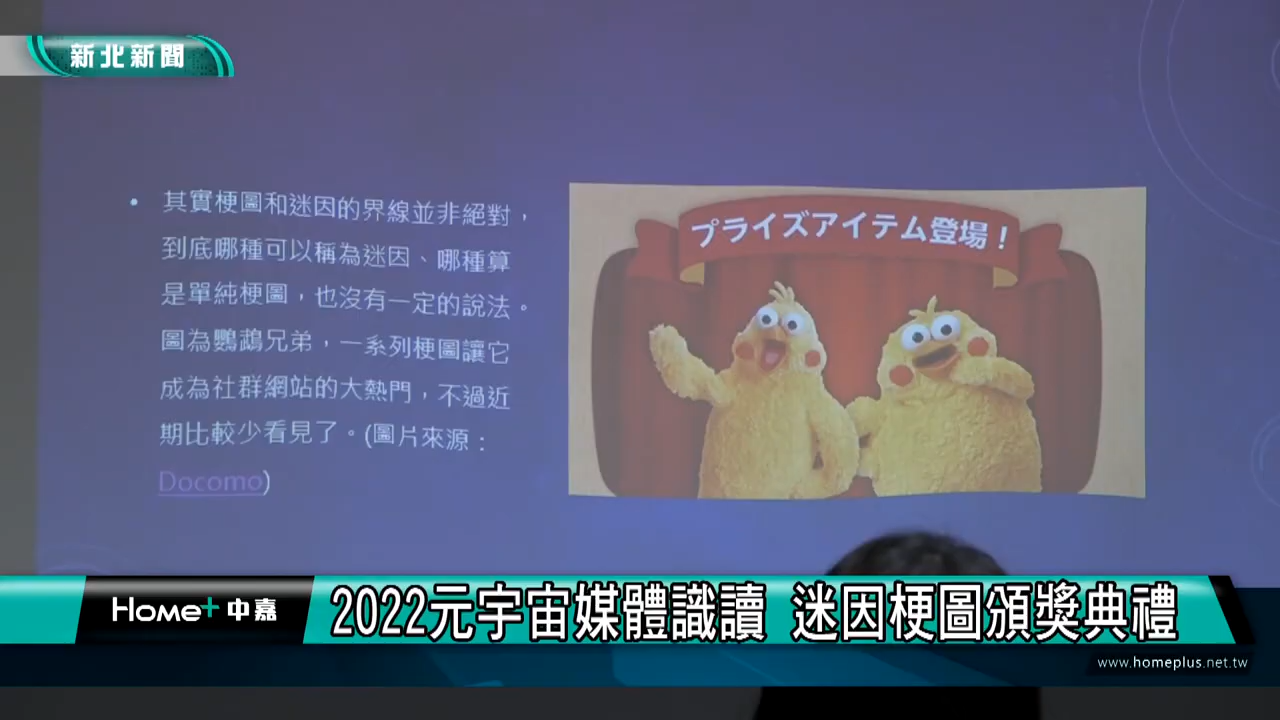 新北新聞
• 其實梗圖和迷因的界線並非絕對，
到底哪種可以稱為迷因、哪種算
是單純梗圖，也沒有一定的說法。
圖為鸚鵡兄弟，一系列梗圖讓它
成為社群網站的大熱門，不過近
期比較少看見了。(圖片來源：
Docomo)
プライズアイテム登場！
Home+中嘉
2022元宇宙媒體識讀 迷因梗圖頒獎典禮
www.homeplus.net.tw